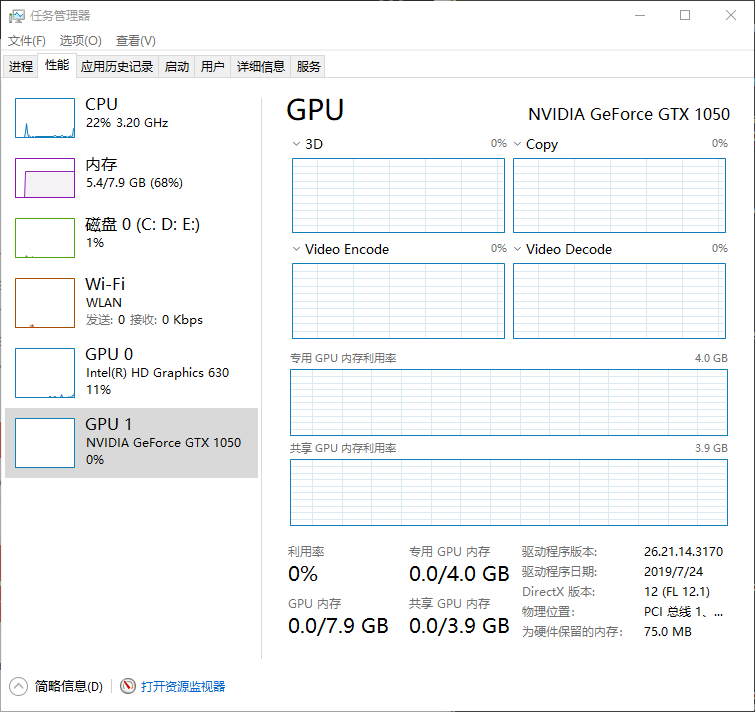 任务管理器
文件(F) 选项(O) 查看(V)
进程 性能 应用历史记录 启动 用户 详细信息 服务
CPU
22% 3.20 GHz
内存
5.4/7.9 GB (68%)
磁盘 0 (C: D: E:)
1%
Wi-Fi
WLAN
发送: 0 接收: 0 Kbps
GPU 0
Intel(R) HD Graphics 630
11%
GPU 1
NVIDIA GeForce GTX 1050
0%
GPU NVIDIA GeForce GTX 1050
3D 0% Copy 0%
Video Encode 0% Video Decode 0%
专用 GPU 内存利用率 4.0 GB
共享 GPU 内存利用率 3.9 GB
利用率
0%
专用 GPU 内存
0.0/4.0 GB
GPU 内存
0.0/7.9 GB
共享 GPU 内存
0.0/3.9 GB
驱动程序版本: 26.21.14.3170
驱动程序日期: 2019/7/24
DirectX 版本: 12 (FL 12.1)
物理位置: PCI 总线 1、...
为硬件保留的内存: 75.0 MB
简略信息(D) 打开资源监视器